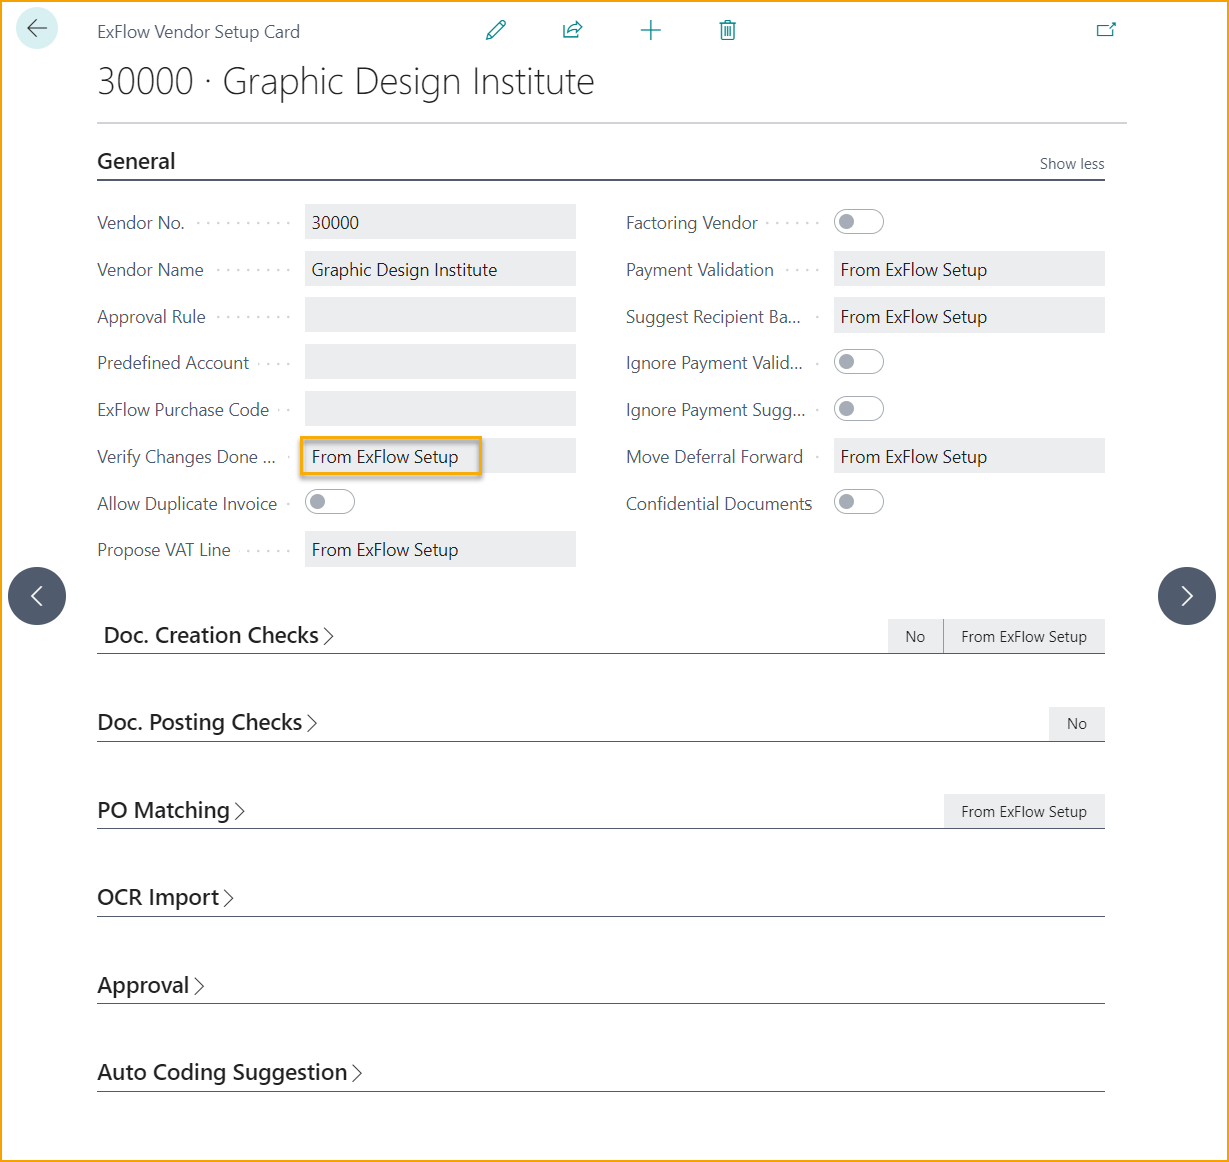 ExFlow Vendor Setup Card
30000 · Graphic Design Institute
General
Show less
Vendor No.
30000
Vendor Name
Graphic Design Institute
Approval Rule
Predefined Account
ExFlow Purchase Code
Verify Changes Done ...
From ExFlow Setup
Allow Duplicate Invoice
Propose VAT Line
From ExFlow Setup
Factoring Vendor
Payment Validation
From ExFlow Setup
Suggest Recipient Ba...
From ExFlow Setup
Ignore Payment Valid...
Ignore Payment Sugg...
Move Deferral Forward
From ExFlow Setup
Confidential Documents
Doc. Creation Checks
No
From ExFlow Setup
Doc. Posting Checks
No
PO Matching
From ExFlow Setup
OCR Import
Approval
Auto Coding Suggestion